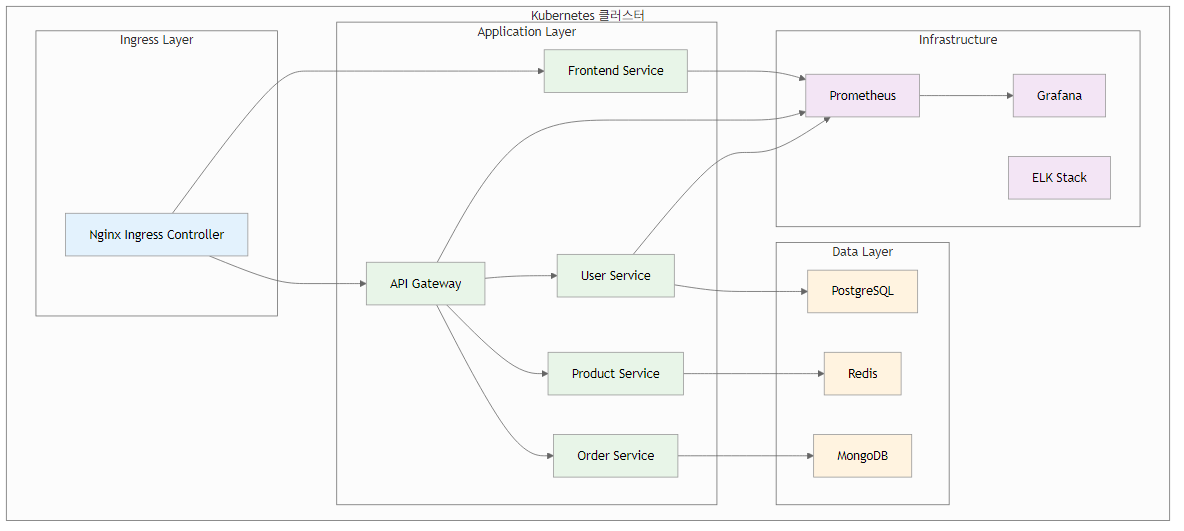 Kubernetes 클러스터
Ingress Layer
Nginx Ingress Controller
Application Layer
Frontend Service
API Gateway
User Service
Product Service
Order Service
Infrastructure
Prometheus
Grafana
ELK Stack
Data Layer
PostgreSQL
Redis
MongoDB